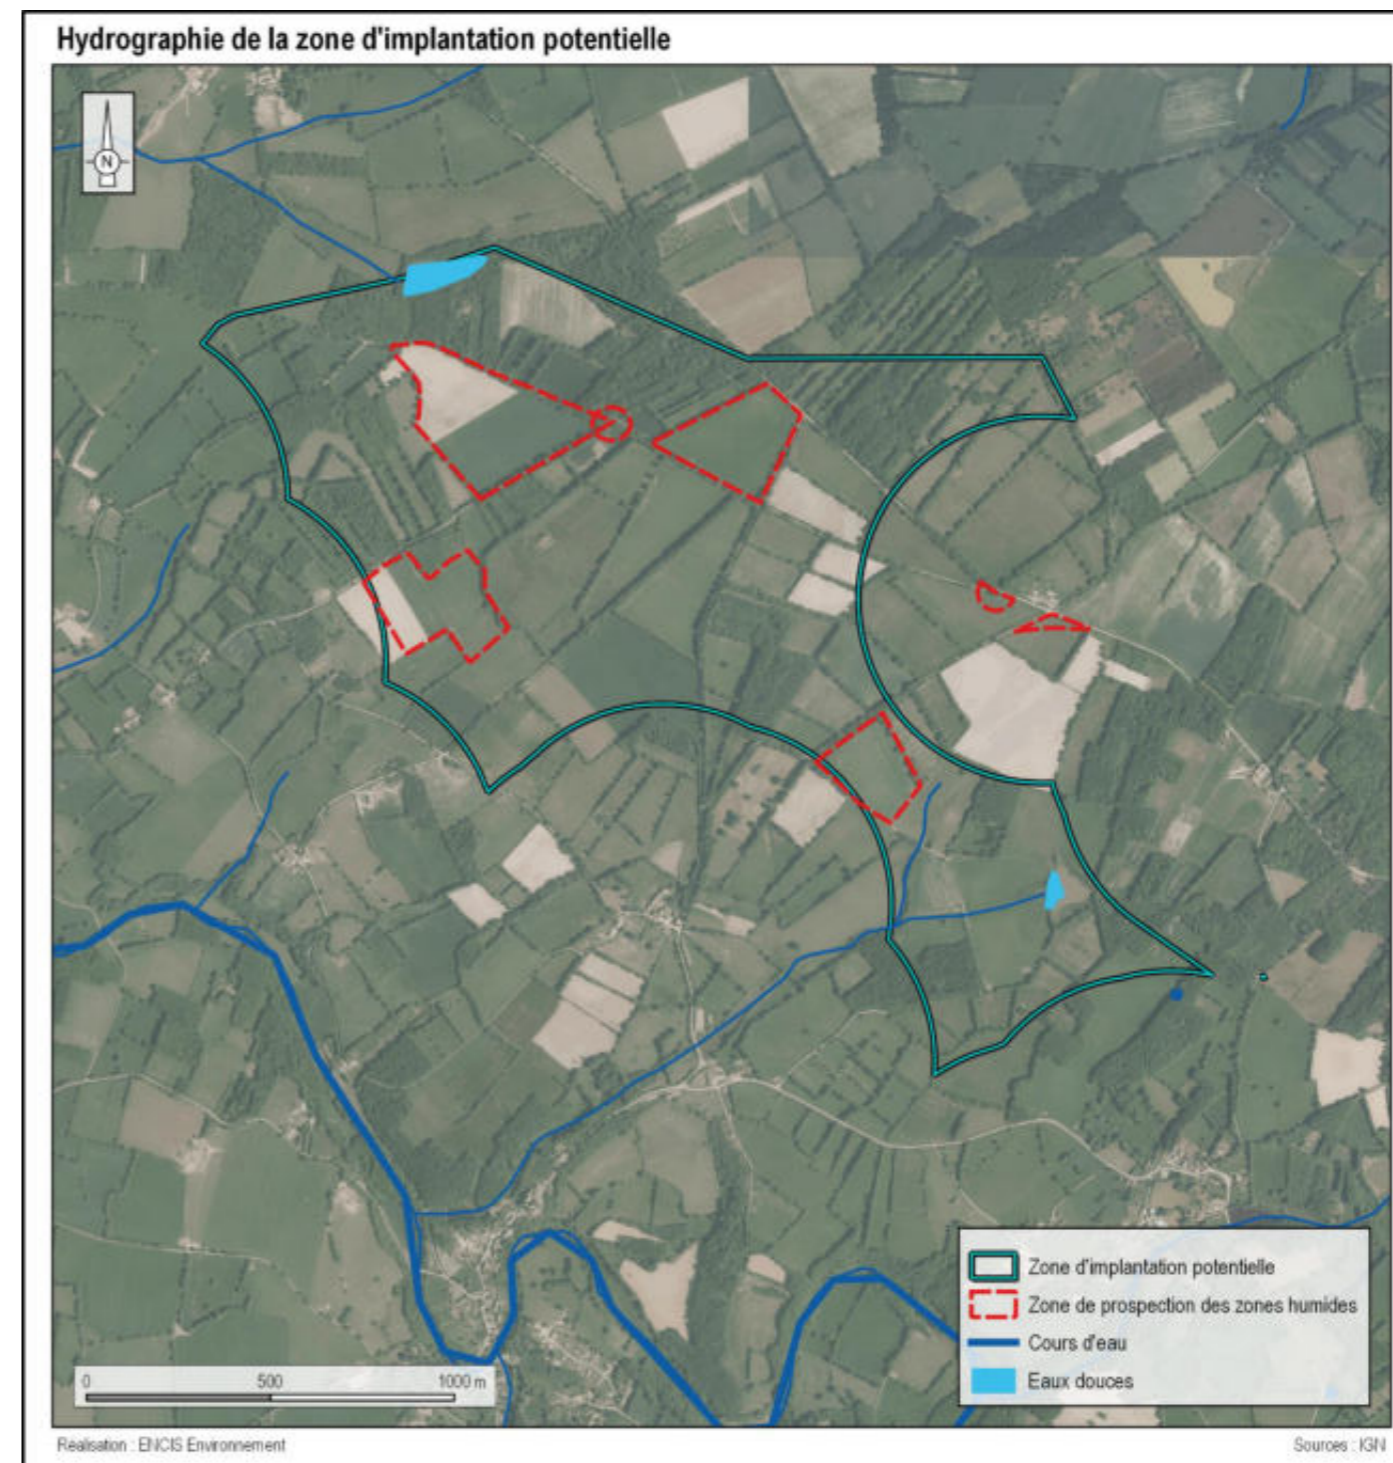 Hydrographie de la zone d'implantation potentielle
N
Zone d'implantation potentielle
Zone de prospection des zones humides
Cours d'eau
Eaux douces
0 500 1000 m
Réalisation : ENCIS Environnement
Sources : IGN